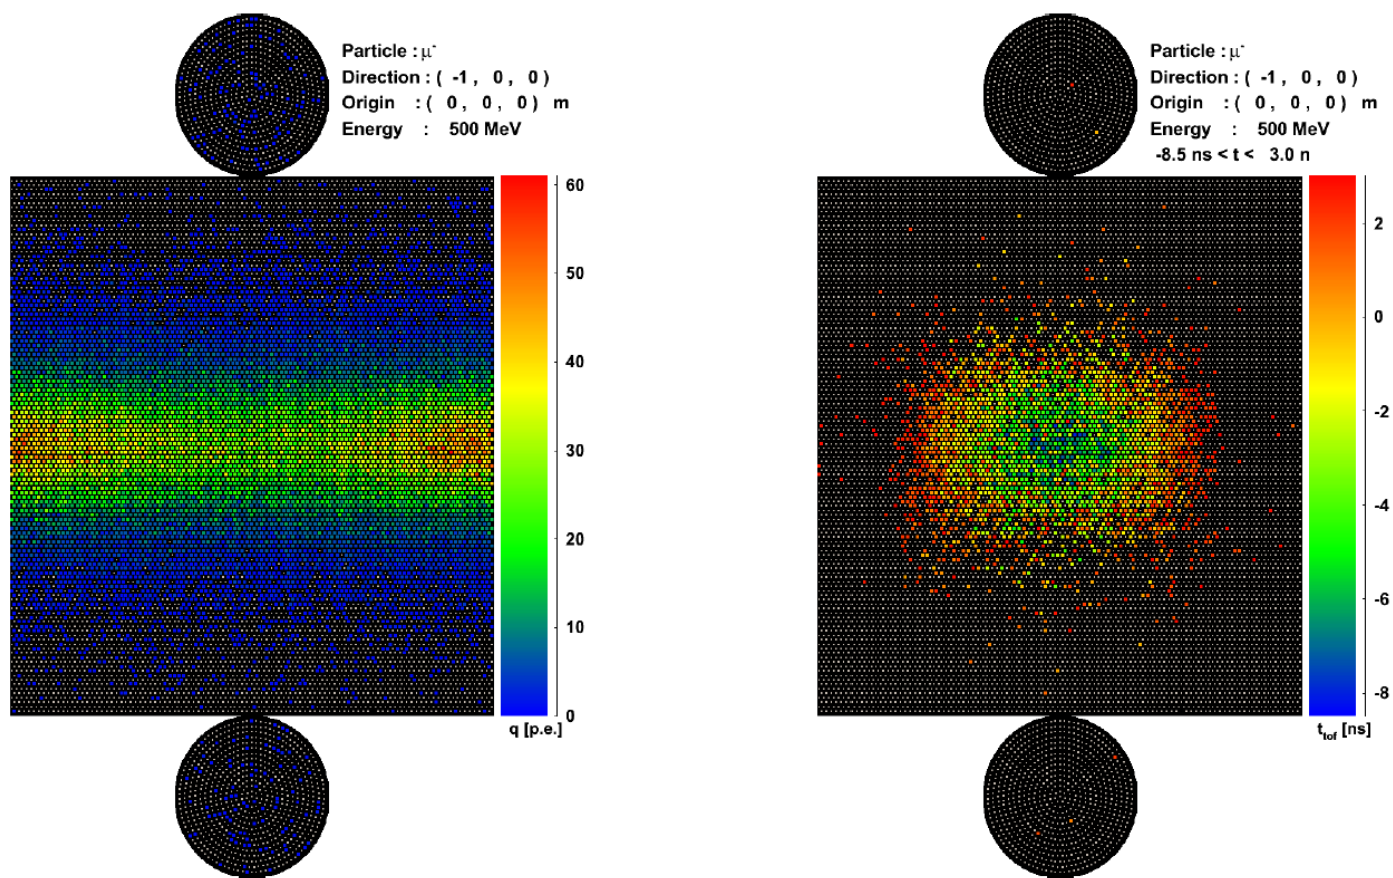 Particle : μ-
Direction : ( -1 , 0 , 0 )
Origin : ( 0 , 0 , 0 ) m
Energy : 500 MeV
60
50
40
30
20
10
0
q [p.e.]
Particle : μ-
Direction : ( -1 , 0 , 0 )
Origin : ( 0 , 0 , 0 ) m
Energy : 500 MeV
-8.5 ns < t < 3.0 n
2
0
-2
-4
-6
-8
ttof [ns]